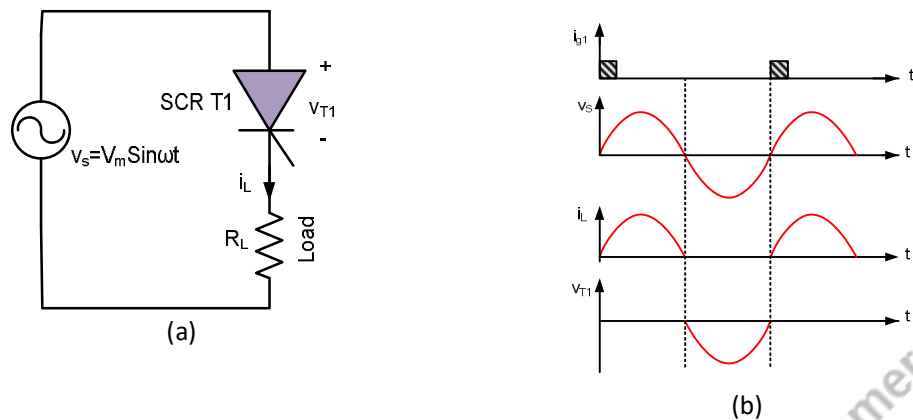 +
SCR T1
vT1
-
vs=VmSinωt
iL
RL
Load
(a)
ig1
t
vS
t
iL
t
vT1
t
(b)